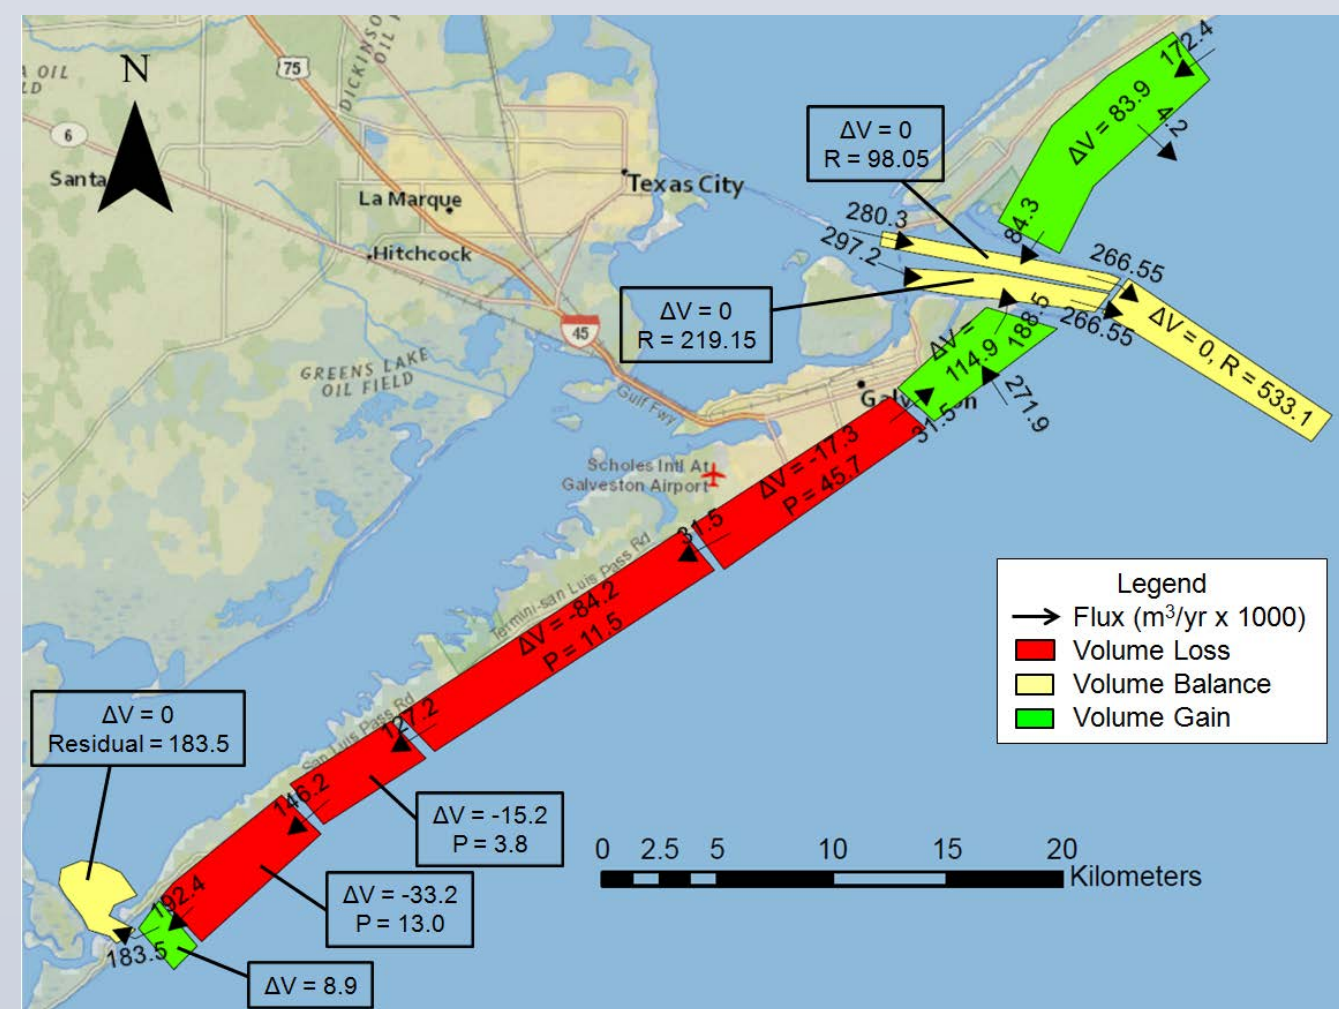 N
75
DICKINSON
OIL
A OIL
LD
6
Santa
La Marque
Hitchcock
Texas City
45
GREENS LAKE
OIL FIELD
Gulf Fwy
Galveston
Scholes Intl At
Galveston Airport
Termini-san Luis Pass Rd
San Luis Pass Rd
172.4
ΔV = 83.9
4.2
84.3
ΔV = 0
R = 98.05
280.3
297.2
266.55
266.55
ΔV = 0, R = 533.1
ΔV = 0
R = 219.15
188.5
ΔV =
114.9
271.9
31.5
ΔV = -17.3
P = 45.7
31.5
ΔV = -84.2
P = 11.5
127.2
146.2
ΔV = 0
Residual = 183.5
ΔV = -15.2
P = 3.8
192.4
ΔV = -33.2
P = 13.0
183.5
ΔV = 8.9
Legend
Flux (m³/yr x 1000)
Volume Loss
Volume Balance
Volume Gain
0 2.5 5 10 15 20
Kilometers